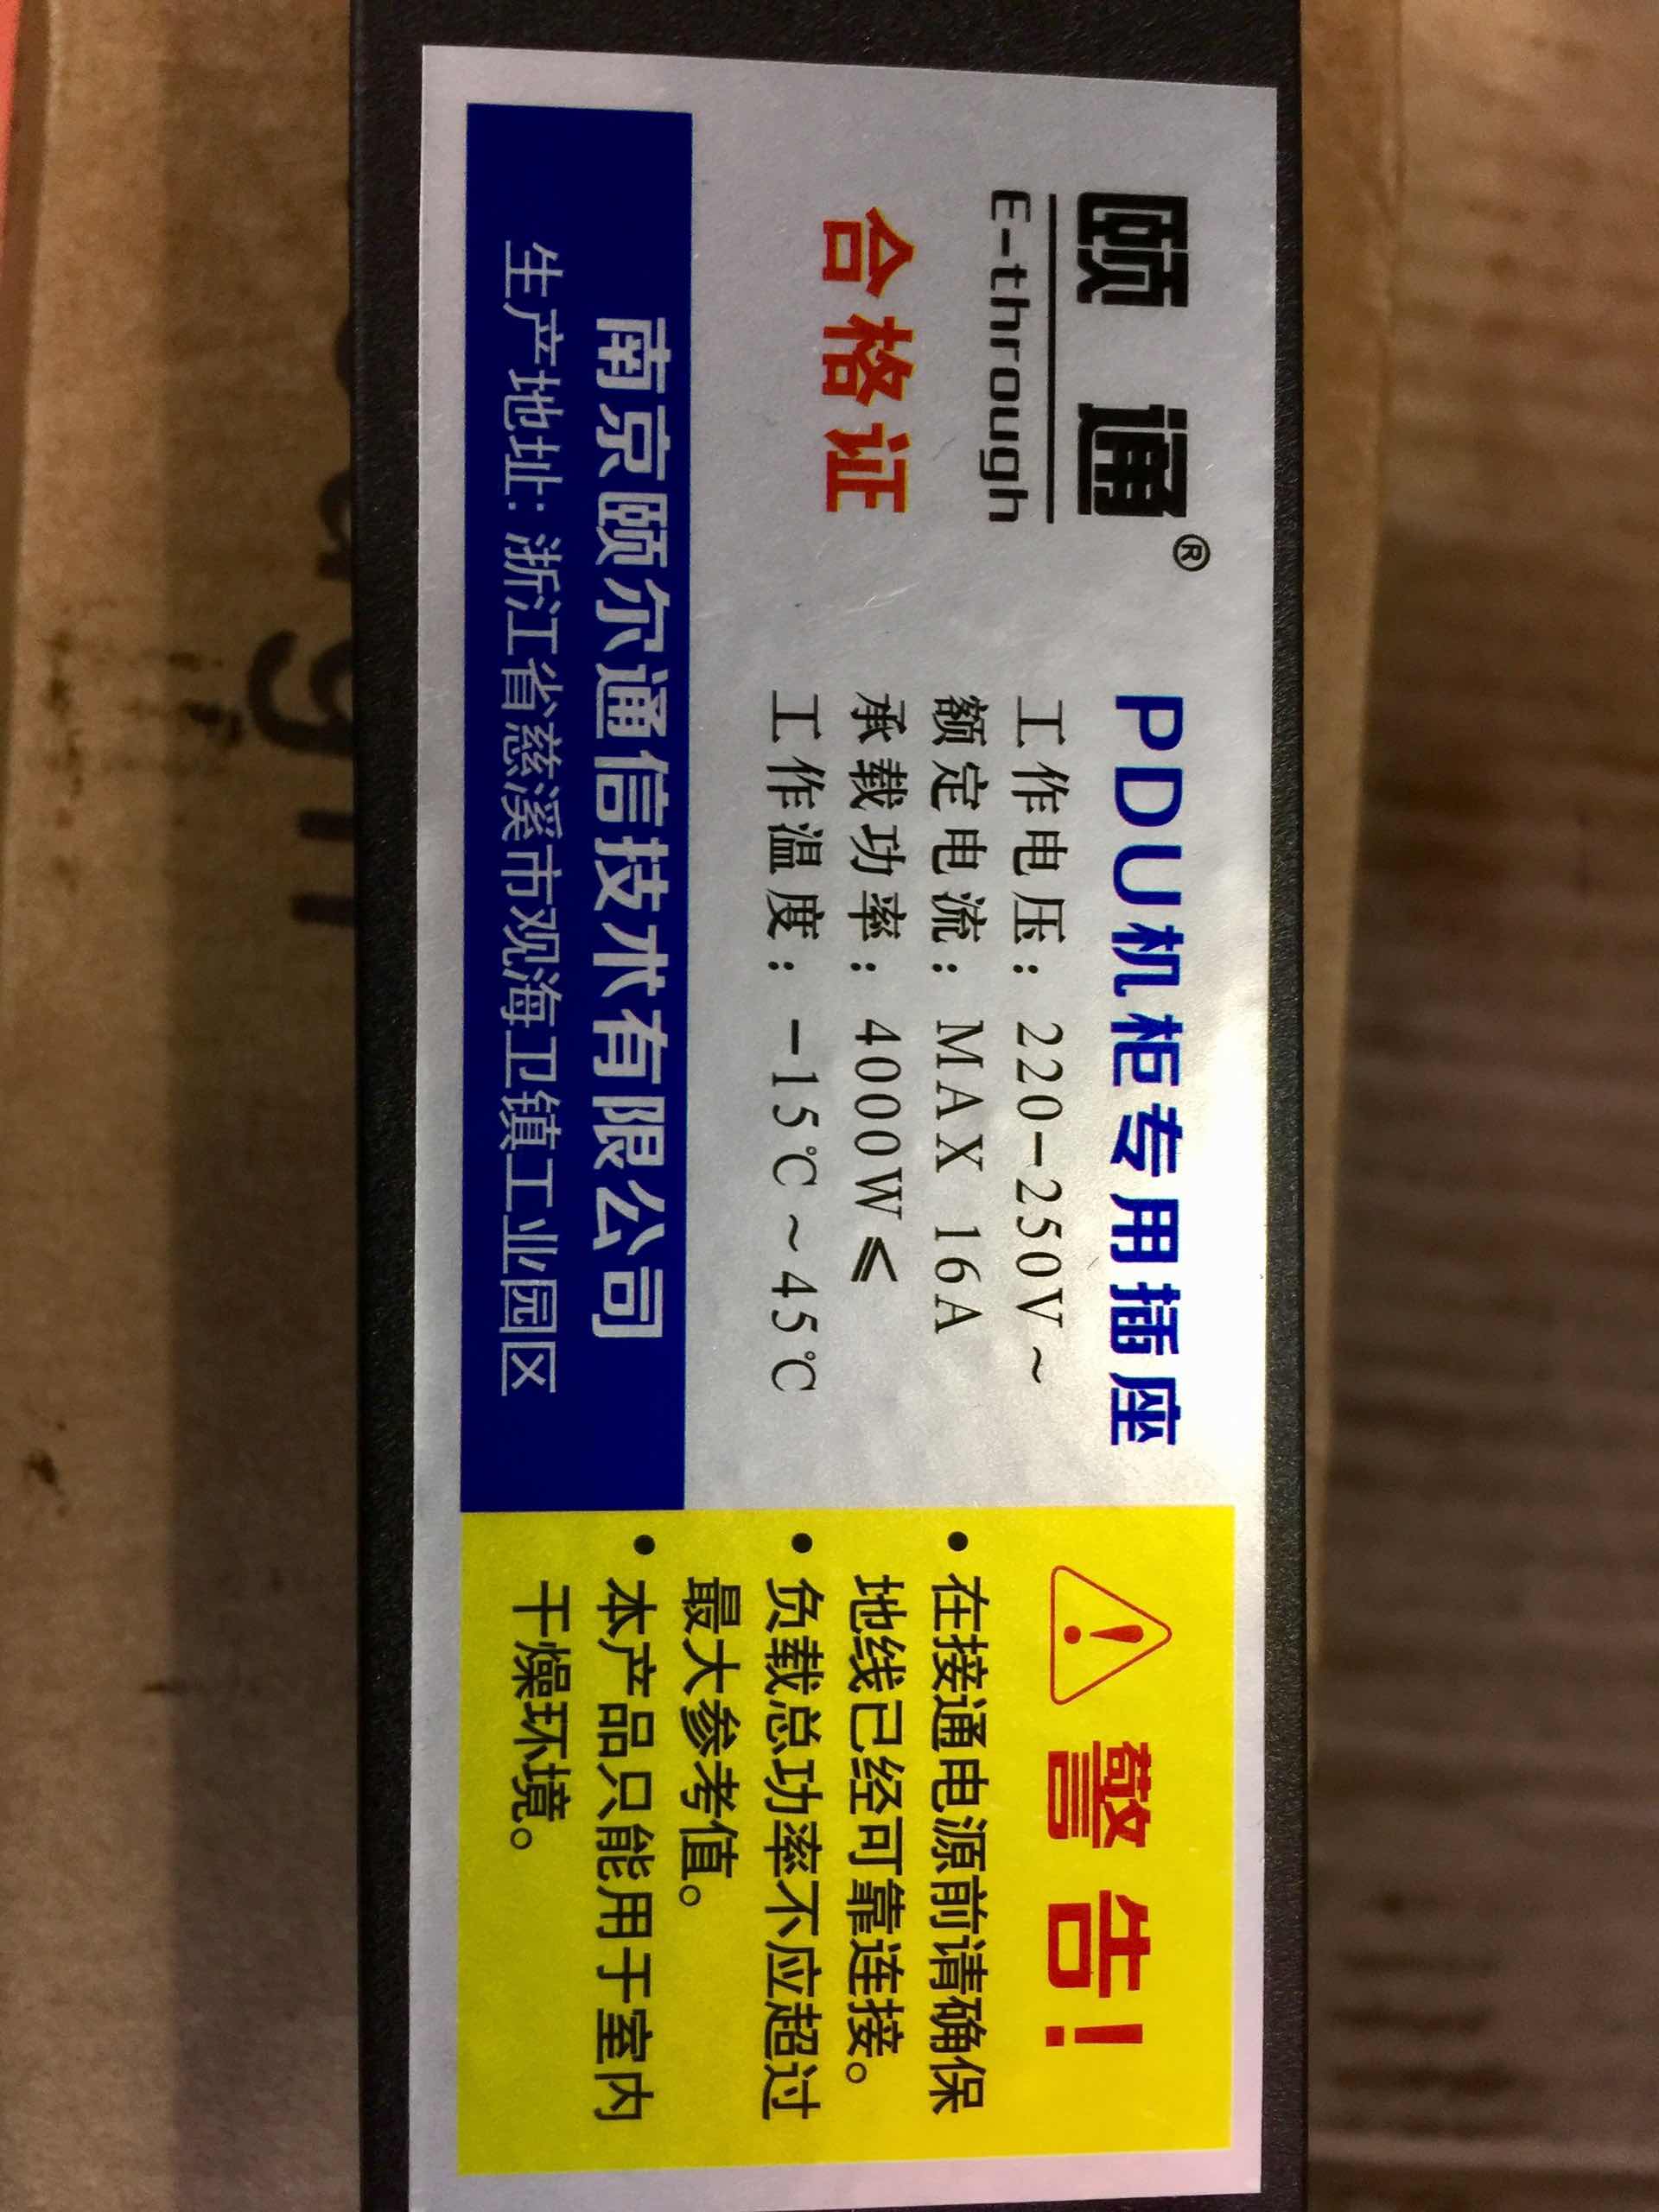 颐通®
E-through
合格证
PDU机柜专用插座
工作电压：220-250V~
额定电流：MAX 16A
承载功率：4000W≤
工作温度：-15℃~45℃
南京颐尔通信技术有限公司
生产地址：浙江省慈溪市观海卫镇工业园区
警告！
• 在接通电源前请确保
地线已经可靠连接。
• 负载总功率不应超过
最大参考值。
• 本产品只能用于室内
干燥环境。